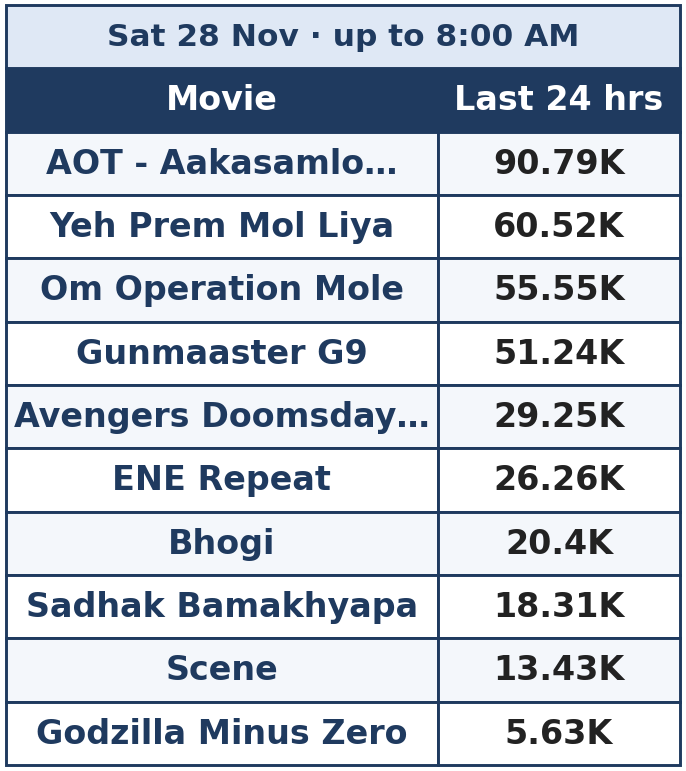 Sat 28 Nov · up to 8:00 AM
Movie Last 24 hrs
AOT - Aakasamlo... 90.79K
Yeh Prem Mol Liya 60.52K
Om Operation Mole 55.55K
Gunmaaster G9 51.24K
Avengers Doomsday... 29.25K
ENE Repeat 26.26K
Bhogi 20.4K
Sadhak Bamakhyapa 18.31K
Scene 13.43K
Godzilla Minus Zero 5.63K